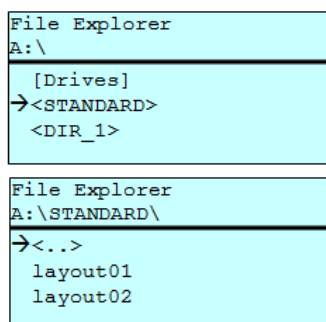 File Explorer
A:\
[Drives]
→<STANDARD>
<DIR_1>
File Explorer
A:\STANDARD\
→<..>
layout01
layout02